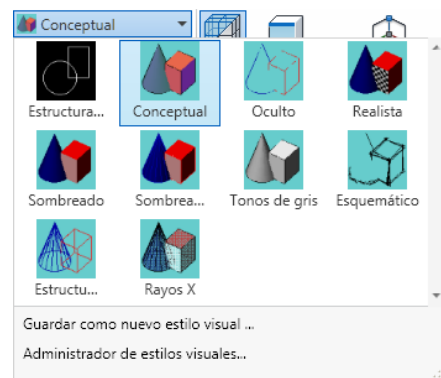 Conceptual
Estructura...
Conceptual
Oculto
Realista
Sombreado
Sombrea...
Tonos de gris
Esquemático
Estructu...
Rayos X
Guardar como nuevo estilo visual ...
Administrador de estilos visuales...